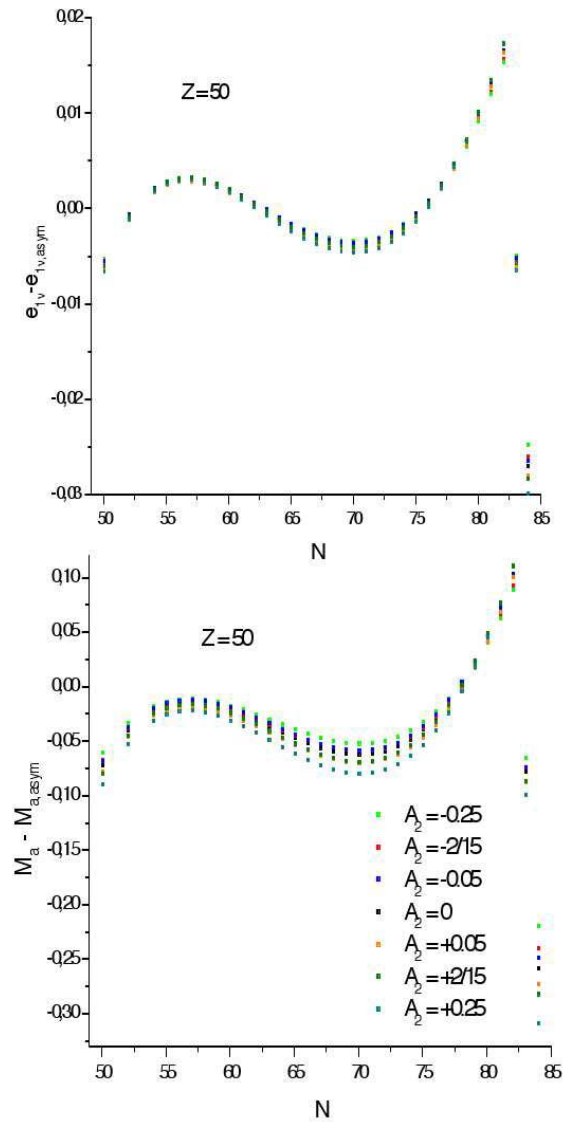 0,02
0,01
0,00
-0,01
-0,02
-0,03
e1ν-e1ν,asym
Z=50
50 55 60 65 70 75 80 85
N
0,10
0,05
0,00
-0,05
-0,10
-0,15
-0,20
-0,25
-0,30
Ma - Ma,asym
Z=50
A2=-0.25
A2=-2/15
A2=-0.05
A2=0
A2=+0.05
A2=+2/15
A2=+0.25
50 55 60 65 70 75 80 85
N